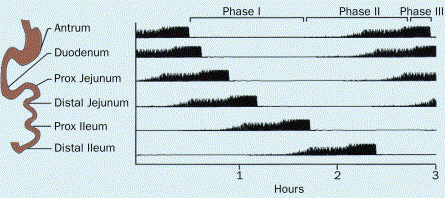 Phase I Phase II Phase III
Antrum
Duodenum
Prox Jejunum
Distal Jejunum
Prox Ileum
Distal Ileum
1 2 3
Hours